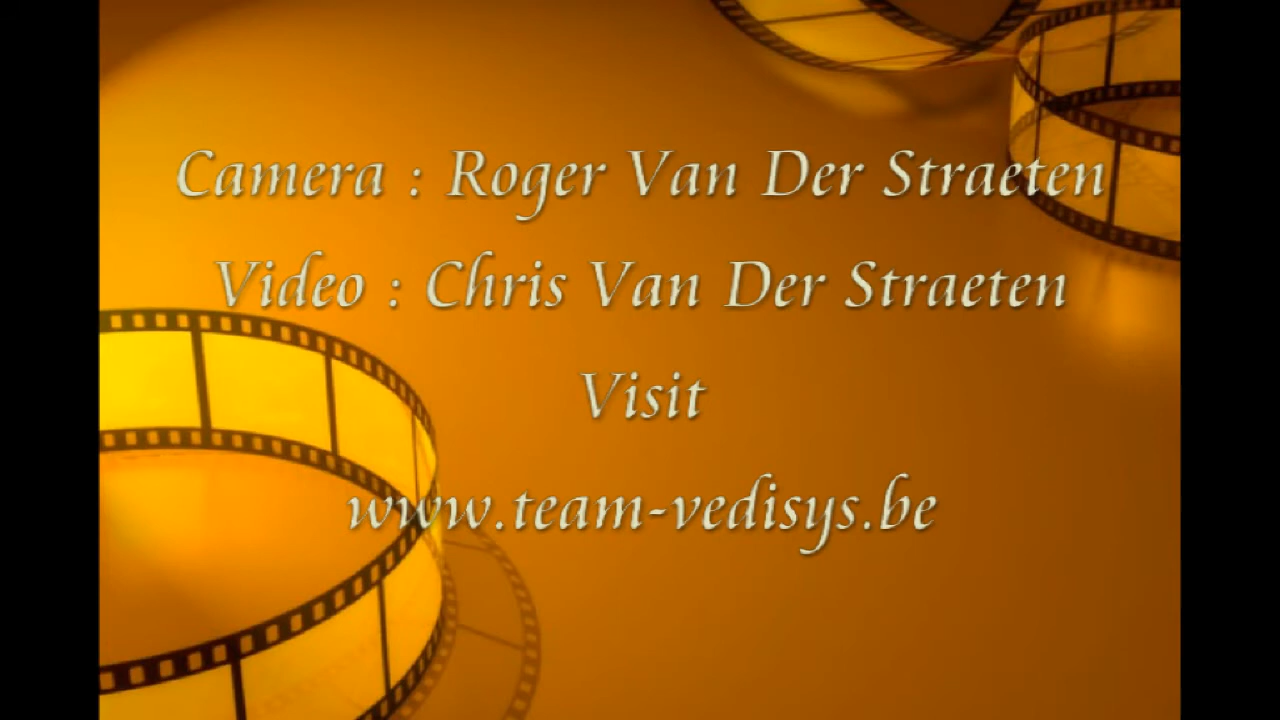 Camera : Roger Van Der Straeten
Video : Chris Van Der Straeten
Visit
www.team-vedisys.be